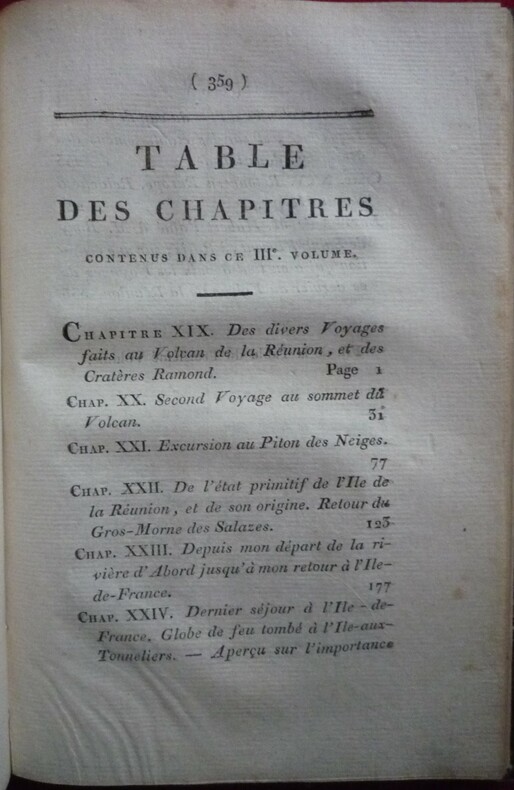 ( 359 )
TABLE
DES CHAPITRES
CONTENUS DANS CE IIIe. VOLUME.
CHAPITRE XIX. Des divers Voyages
faits au Volcan de la Réunion, et des
Cratères Ramond. Page 1
CHAP. XX. Second Voyage au sommet du
Volcan. 31
CHAP. XXI. Excursion au Piton des Neiges.
77
CHAP. XXII. De l'état primitif de l'Ile de
la Réunion, et de son origine. Retour du
Gros-Morne des Salazes. 123
CHAP. XXIII. Depuis mon départ de la ri-
vière d'Abord jusqu'à mon retour à l'Ile-
de-France. 177
CHAP. XXIV. Dernier séjour à l'Ile-de-
France. Globe de feu tombé à l'Ile-aux-
Tonneliers. — Aperçu sur l'importance